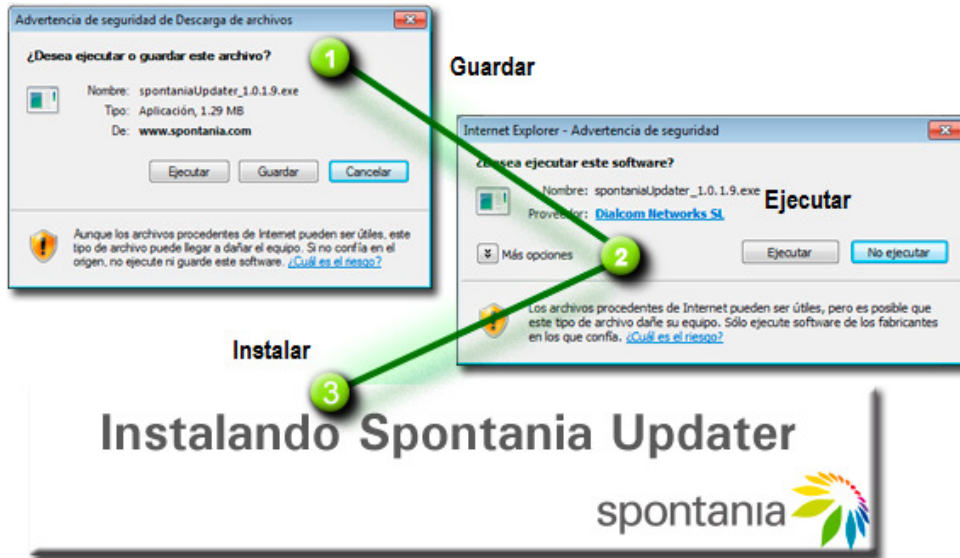 Advertencia de seguridad de Descarga de archivos
¿Desea ejecutar o guardar este archivo?
1
Nombre: spontaniaUpdater_1.0.1.9.exe
Tipo: Aplicación, 1.29 MB
De: www.spontania.com
Ejecutar Guardar Cancelar
Aunque los archivos procedentes de Internet pueden ser útiles, este
tipo de archivo puede llegar a dañar el equipo. Si no confía en el
origen, no ejecute ni guarde este software. ¿Cuál es el riesgo?
Guardar
Internet Explorer - Advertencia de seguridad
¿Desea ejecutar este software?
Nombre: spontaniaUpdater_1.0.1.9.exe
Ejecutar
Proveedor: Dialcom Networks SL
Más opciones
2
Ejecutar No ejecutar
Los archivos procedentes de Internet pueden ser útiles, pero es posible que
este tipo de archivo dañe su equipo. Sólo ejecute software de los fabricantes
en los que confía. ¿Cuál es el riesgo?
Instalar
3
Instalando Spontania Updater
spontania